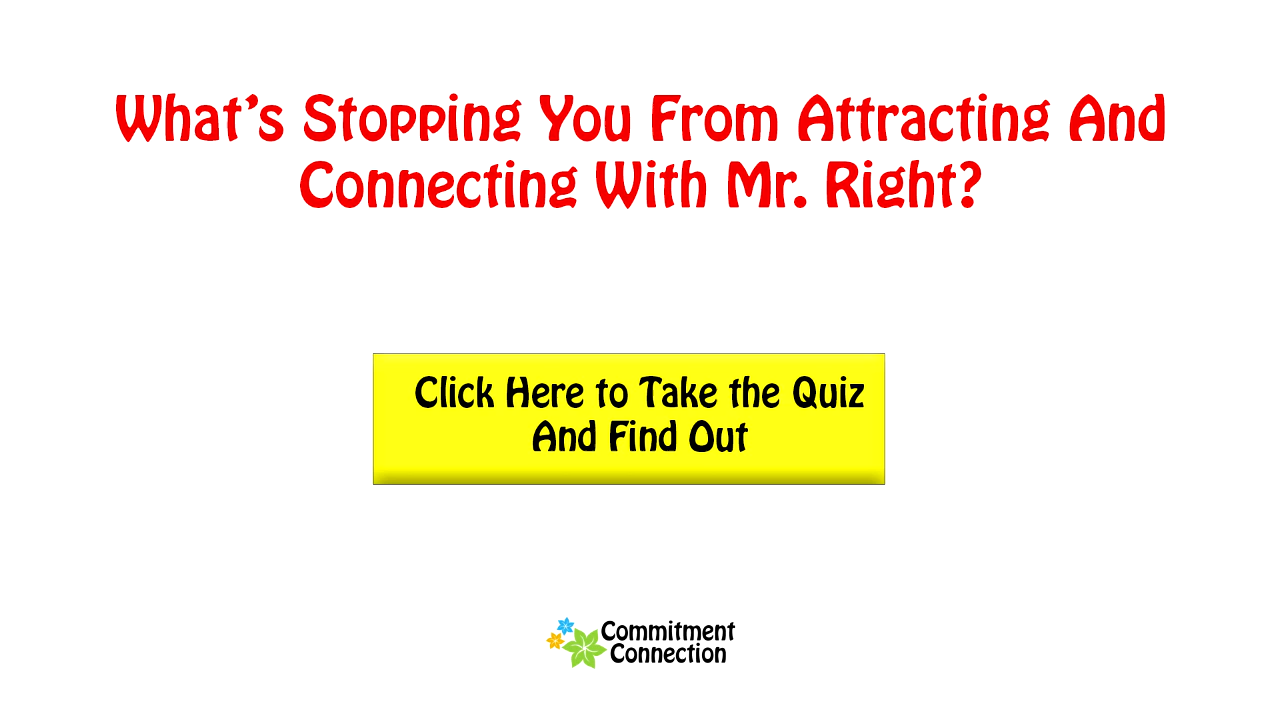 What's Stopping You From Attracting And
Connecting With Mr. Right?
Click Here to Take the Quiz
And Find Out
Commitment
Connection